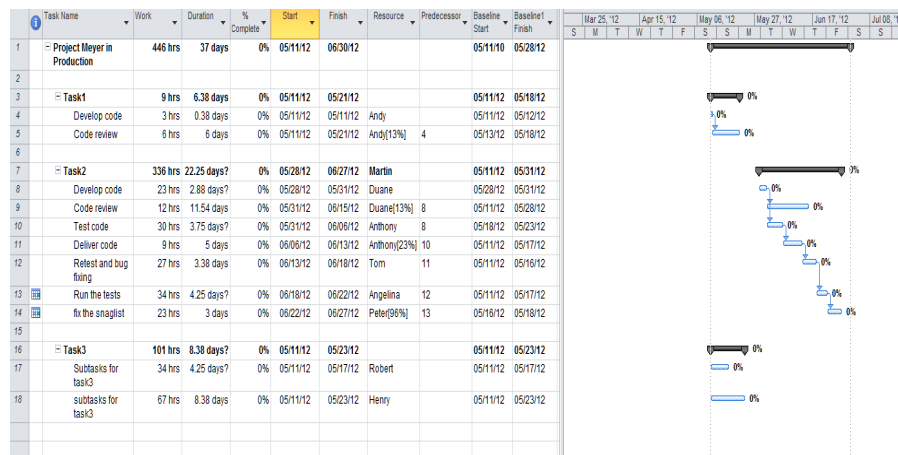 Task Name Work Duration % Complete Start Finish Resource Predecessor Baseline Start Baseline1 Finish
Mar 25, '12 Apr 15, '12 May 06, '12 May 27, '12 Jun 17, '12 Jul 08, '1
S M T W T F S S M T W T F S S
1 Project Meyer in Production 446 hrs 37 days 0% 05/11/12 06/30/12 05/11/10 05/28/12
2
3 Task1 9 hrs 6.38 days 0% 05/11/12 05/21/12 05/11/12 05/18/12 0%
4 Develop code 3 hrs 0.38 days 0% 05/11/12 05/11/12 Andy 05/11/12 05/12/12 0%
5 Code review 6 hrs 6 days 0% 05/11/12 05/21/12 Andy[13%] 4 05/13/12 05/18/12 0%
6
7 Task2 336 hrs 22.25 days? 0% 05/28/12 06/27/12 Martin 05/11/12 05/31/12 0%
8 Develop code 23 hrs 2.88 days? 0% 05/28/12 05/31/12 Duane 05/28/12 05/31/12 0%
9 Code review 12 hrs 11.54 days 0% 05/31/12 06/15/12 Duane[13%] 8 05/11/12 05/28/12 0%
10 Test code 30 hrs 3.75 days? 0% 05/31/12 06/06/12 Anthony 8 05/18/12 05/23/12 0%
11 Deliver code 9 hrs 5 days 0% 06/06/12 06/13/12 Anthony[23%] 10 05/11/12 05/17/12 0%
12 Retest and bug fixing 27 hrs 3.38 days 0% 06/13/12 06/18/12 Tom 11 05/11/12 05/16/12 0%
13 Run the tests 34 hrs 4.25 days? 0% 06/18/12 06/22/12 Angelina 12 05/11/12 05/17/12 0%
14 fix the snaglist 23 hrs 3 days 0% 06/22/12 06/27/12 Peter[96%] 13 05/16/12 05/18/12 0%
15
16 Task3 101 hrs 8.38 days? 0% 05/11/12 05/23/12 05/11/12 05/23/12 0%
17 Subtasks for task3 34 hrs 4.25 days? 0% 05/11/12 05/17/12 Robert 05/11/12 05/17/12 0%
18 subtasks for task3 67 hrs 8.38 days 0% 05/11/12 05/23/12 Henry 05/11/12 05/23/12 0%